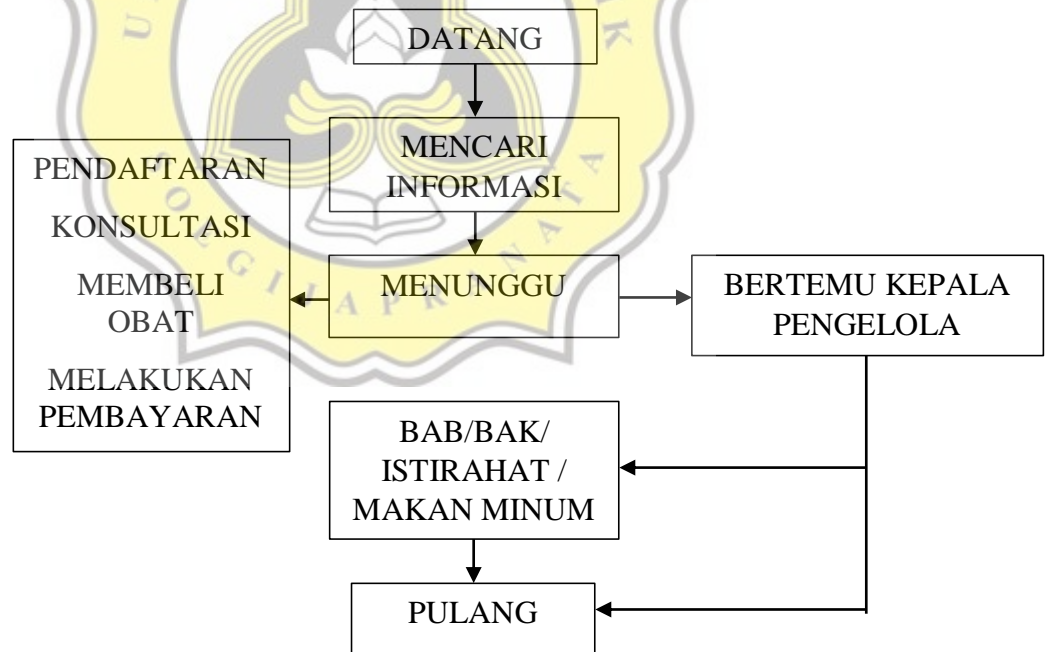 DATANG
MENCARI
INFORMASI
PENDAFTARAN
KONSULTASI
MEMBELI
OBAT
MELAKUKAN
PEMBAYARAN
MENUNGGU
BERTEMU KEPALA
PENGELOLA
BAB/BAK/
ISTIRAHAT /
MAKAN MINUM
PULANG
SOEGIJAPRANATA